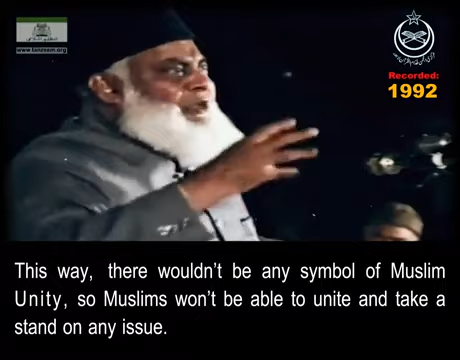 www.tanzeem.org
Recorded:
1992
This way, there wouldn't be any symbol of Muslim
Unity, so Muslims won't be able to unite and take a
stand on any issue.